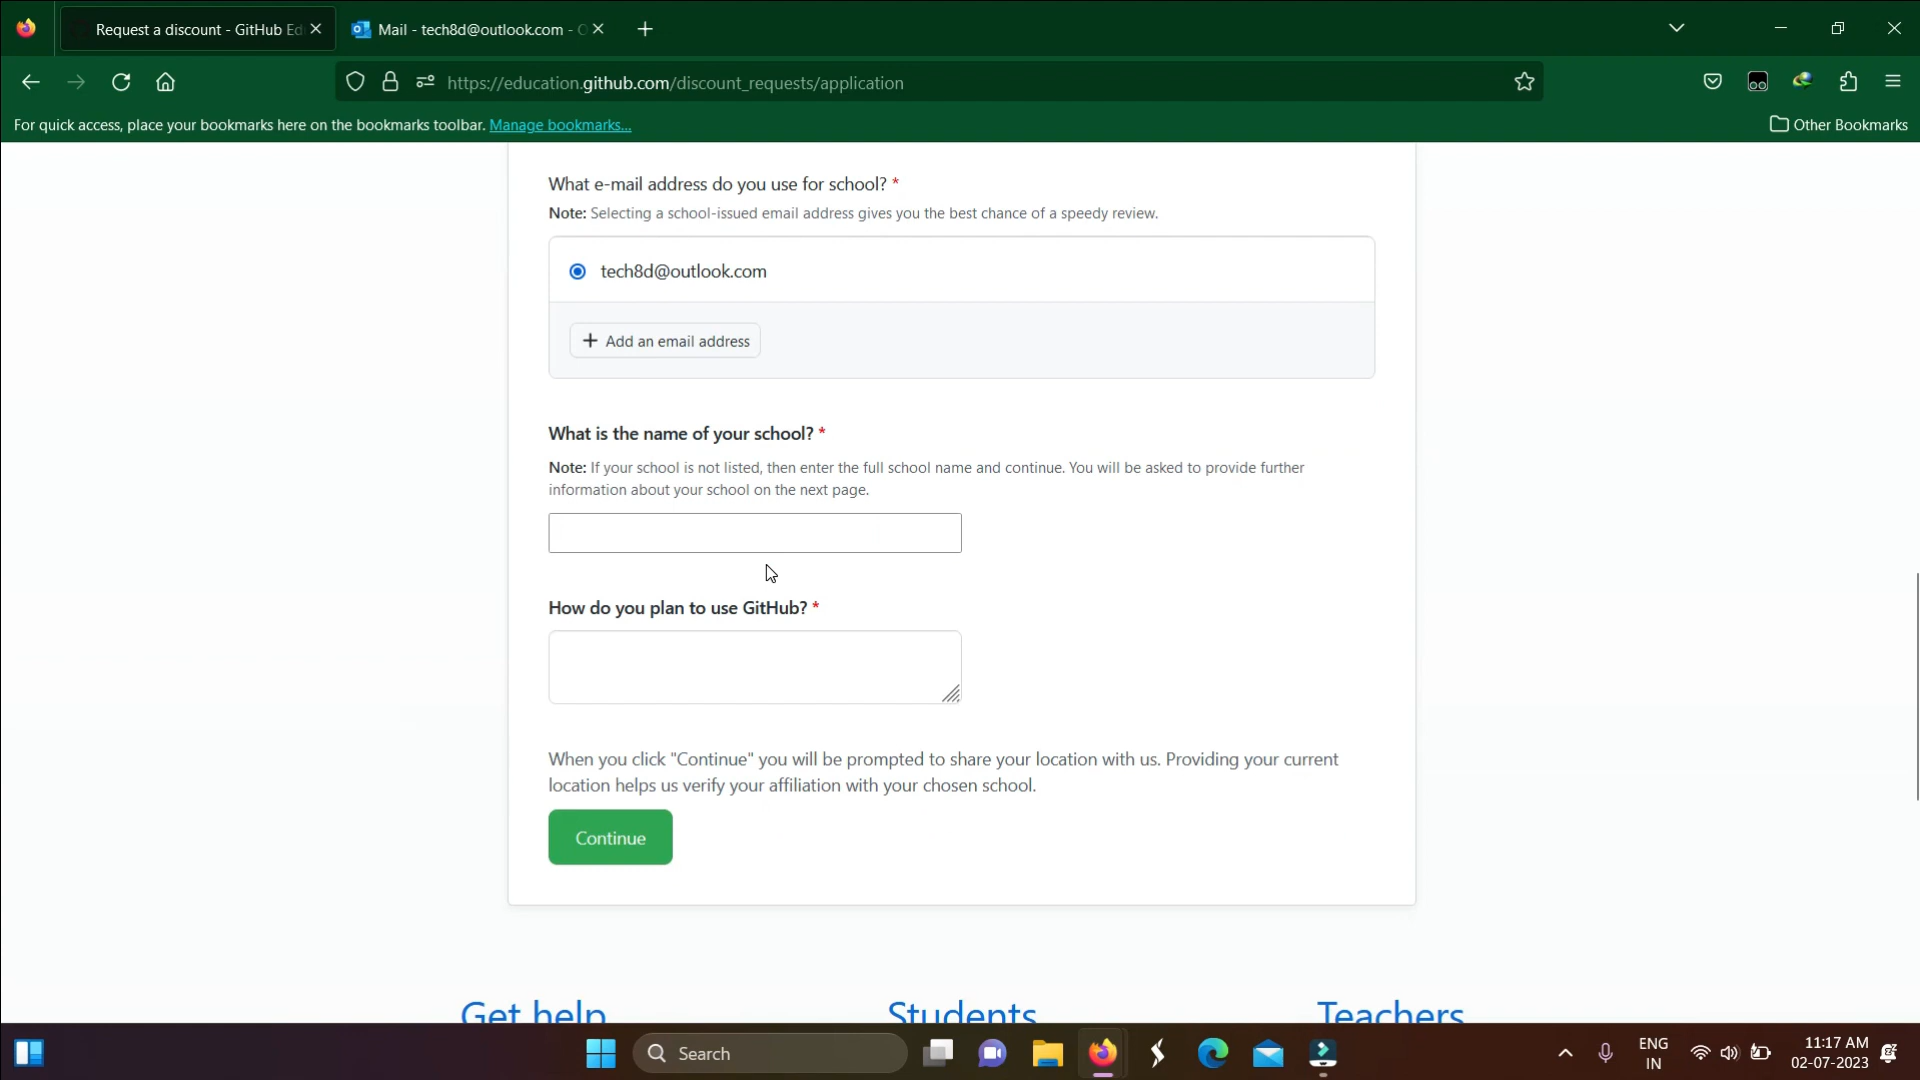 Request a discount - GitHub Ed
Mail - tech8d@outlook.com -
https://education.github.com/discount_requests/application
For quick access, place your bookmarks here on the bookmarks toolbar. Manage bookmarks...
Other Bookmarks
What e-mail address do you use for school? *
Note: Selecting a school-issued email address gives you the best chance of a speedy review.
tech8d@outlook.com
+ Add an email address
What is the name of your school? *
Note: If your school is not listed, then enter the full school name and continue. You will be asked to provide further
information about your school on the next page.
How do you plan to use GitHub? *
When you click "Continue" you will be prompted to share your location with us. Providing your current
location helps us verify your affiliation with your chosen school.
Continue
Get help
Students
Teachers
Search
ENG
IN
11:17 AM
02-07-2023